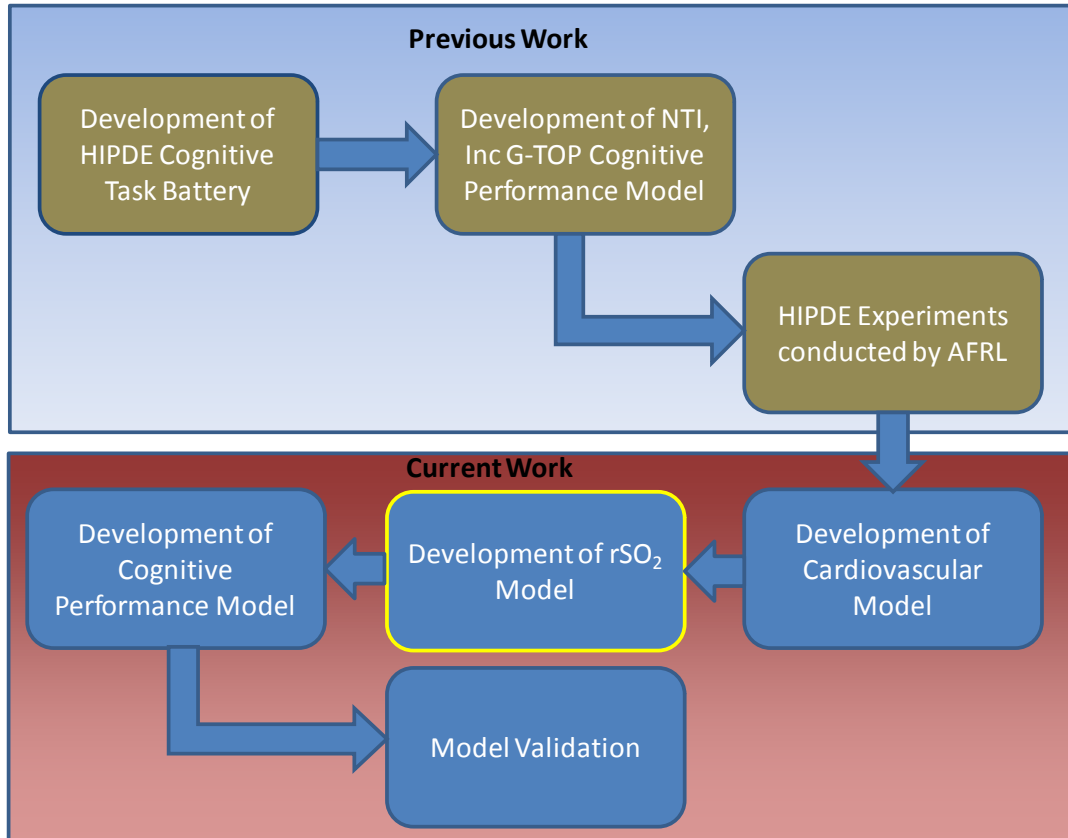 Previous Work
Development of
HIPDE Cognitive
Task Battery
Development of NTI,
Inc G-TOP Cognitive
Performance Model
HIPDE Experiments
conducted by AFRL
Current Work
Development of
Cardiovascular
Model
Development of rSO₂
Model
Development of
Cognitive
Performance Model
Model Validation